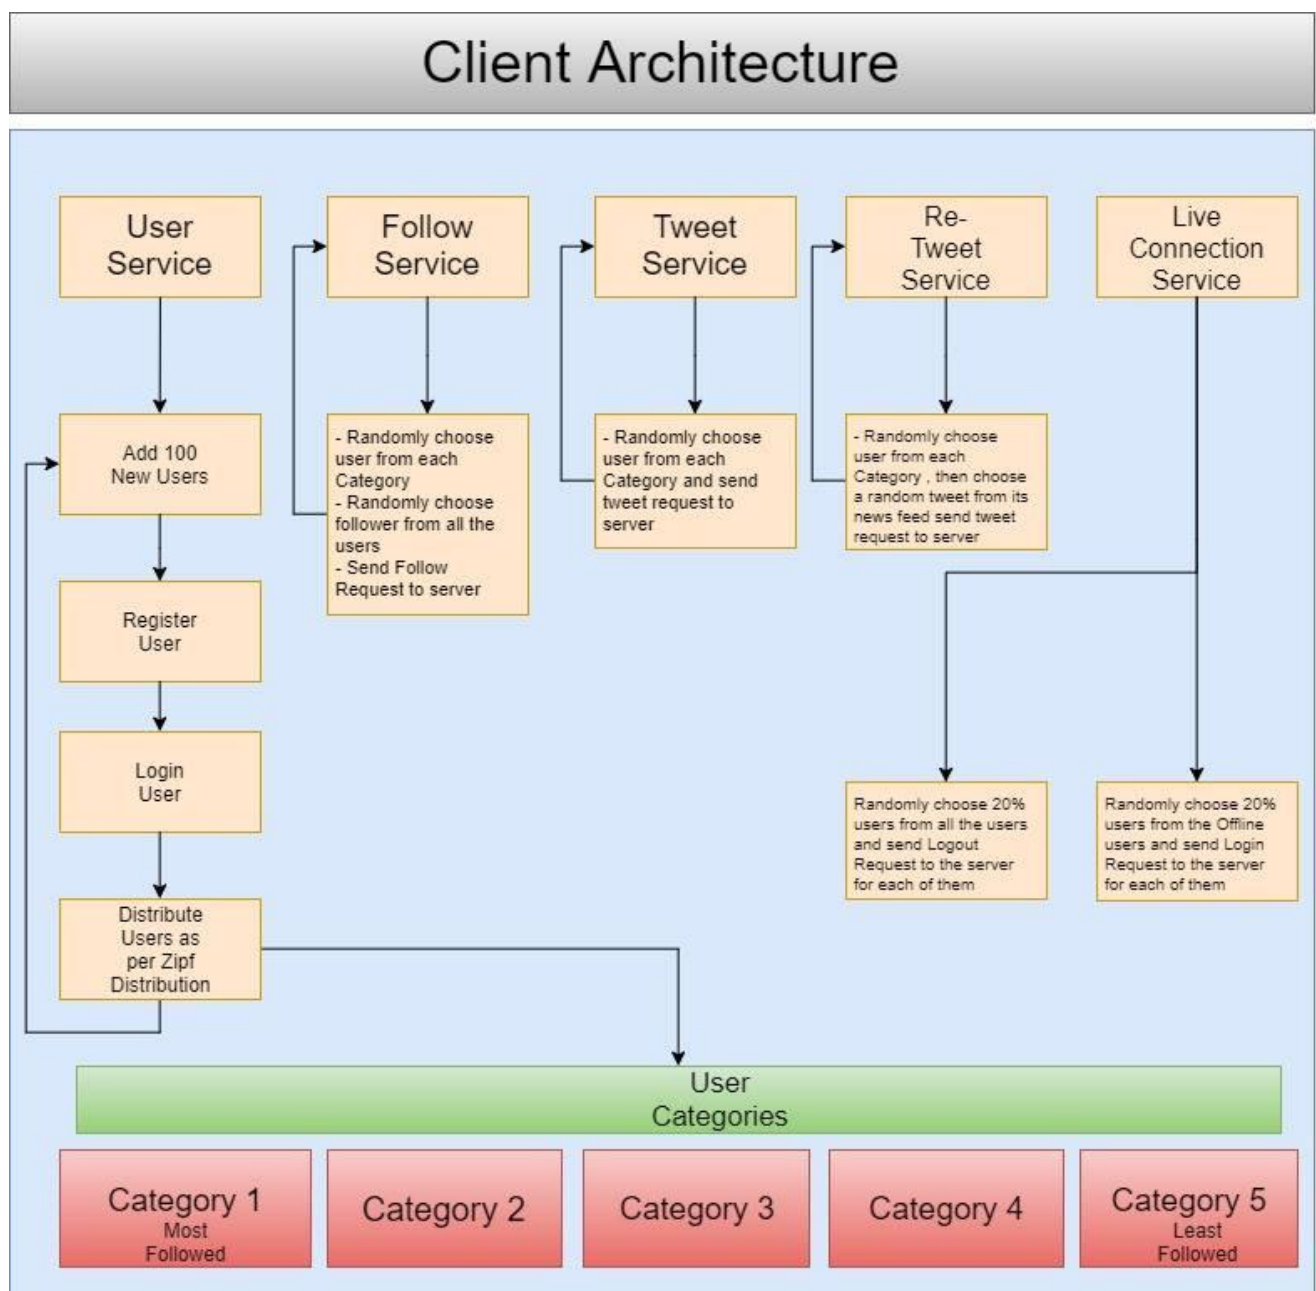 Client Architecture
User
Service
Follow
Service
Tweet
Service
Re-
Tweet
Service
Live
Connection
Service
Add 100
New Users
- Randomly choose
user from each
Category
- Randomly choose
follower from all the
users
- Send Follow
Request to server
- Randomly choose
user from each
Category and send
tweet request to
server
- Randomly choose
user from each
Category , then choose
a random tweet from its
news feed send tweet
request to server
Register
User
Login
User
Randomly choose 20%
users from all the users
and send Logout
Request to the server
for each of them
Randomly choose 20%
users from the Offline
users and send Login
Request to the server
for each of them
Distribute
Users as
per Zipf
Distribution
User
Categories
Category 1
Most
Followed
Category 2
Category 3
Category 4
Category 5
Least
Followed